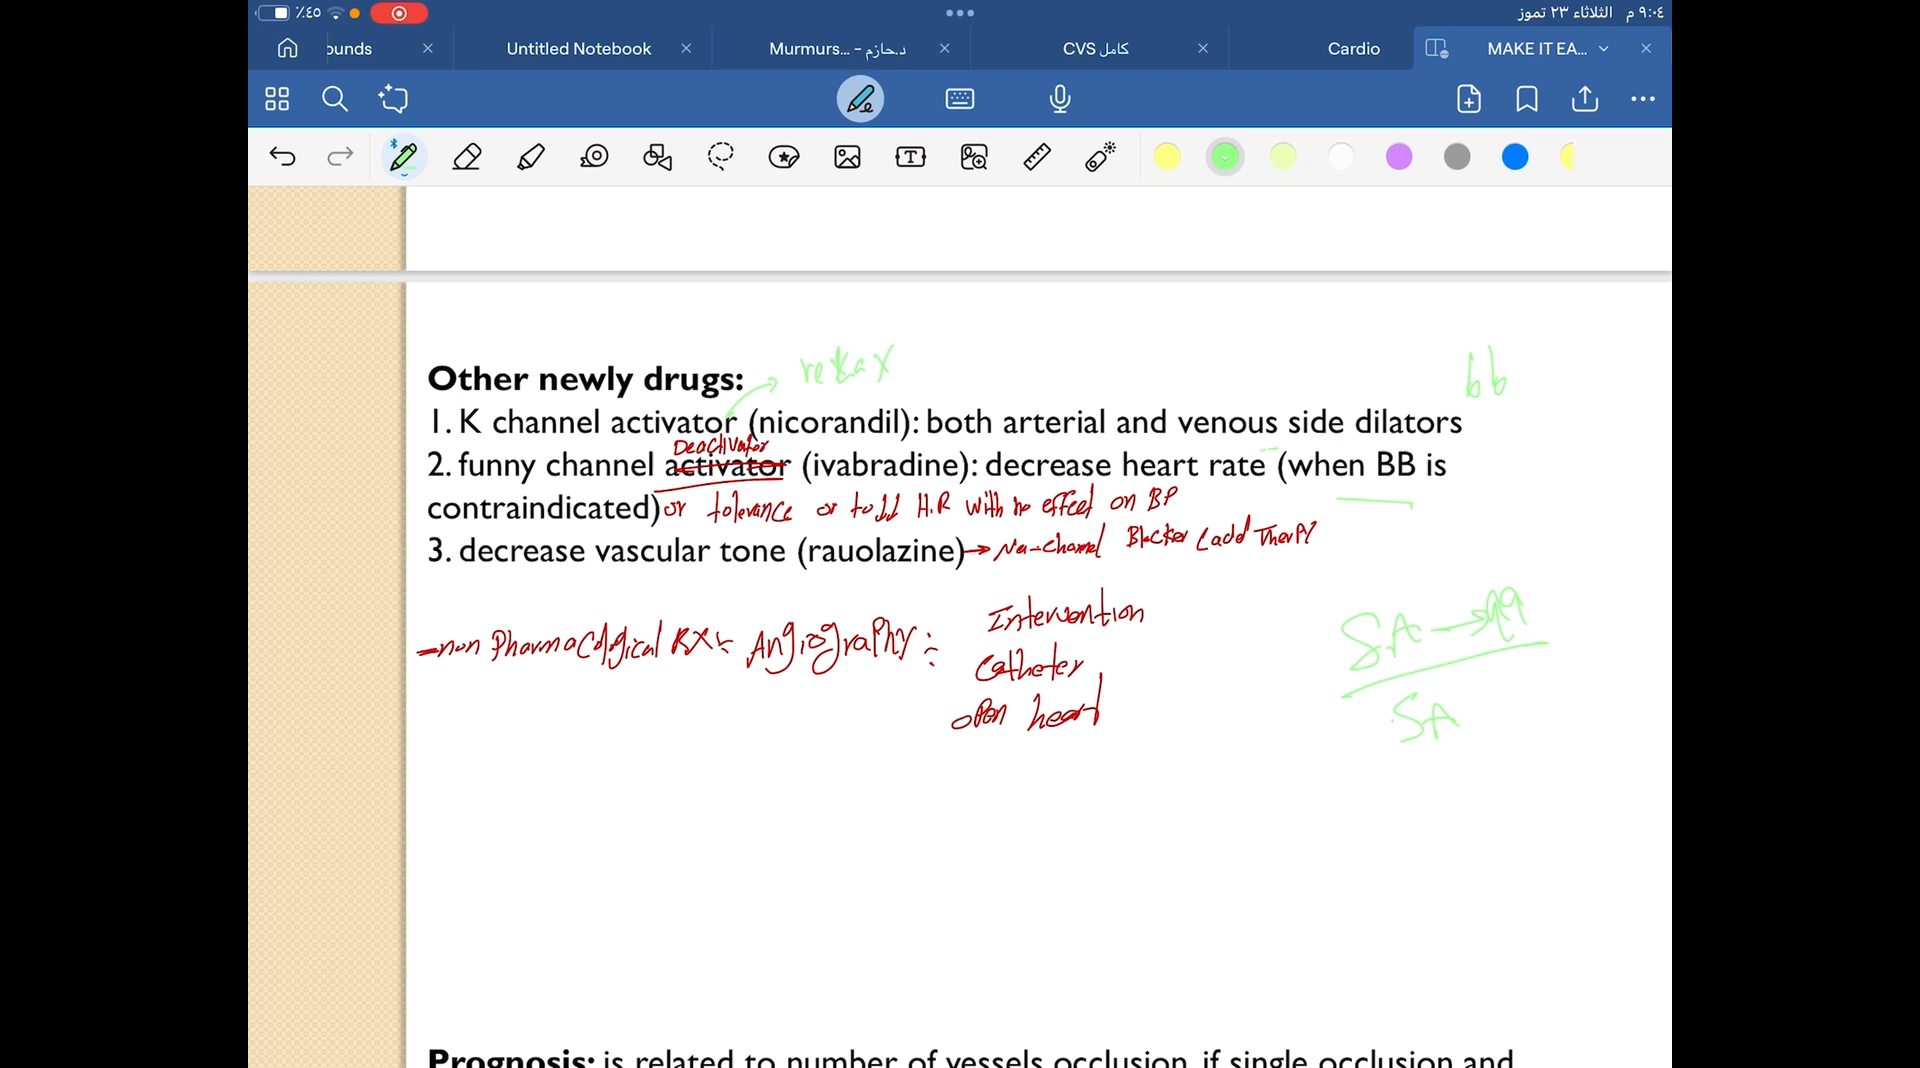 ٪٤٥ ٩:٠٤ م الثلاثاء ٢٣ تموز
ounds Untitled Notebook Murmurs... – د.حازم CVS كامل Cardio MAKE IT EA...
relax
bb
Other newly drugs:
1. K channel activator (nicorandil): both arterial and venous side dilators
Deactivator
2. funny channel activator (ivabradine): decrease heart rate (when BB is
contraindicated) or tolerance or to ↓↓ H.R with no effect on BP
3. decrease vascular tone (rauolazine) → Na-channel Blocker (add Therapy
Intervention
SA →
- non Pharmacological RX: Angiography:
Catheter
SA
open heart
Prognosis: is related to number of vessels occlusion, if single occlusion and